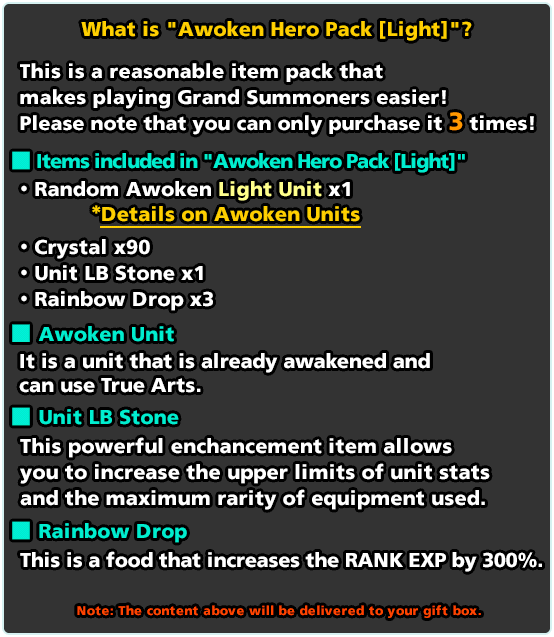 What is "Awoken Hero Pack [Light]"?
This is a reasonable item pack that
makes playing Grand Summoners easier!
Please note that you can only purchase it 3 times!
■ Items included in "Awoken Hero Pack [Light]"
• Random Awoken Light Unit x1
*Details on Awoken Units
• Crystal x90
• Unit LB Stone x1
• Rainbow Drop x3
■ Awoken Unit
It is a unit that is already awakened and
can use True Arts.
■ Unit LB Stone
This powerful enchancement item allows
you to increase the upper limits of unit stats
and the maximum rarity of equipment used.
■ Rainbow Drop
This is a food that increases the RANK EXP by 300%.
Note: The content above will be delivered to your gift box.